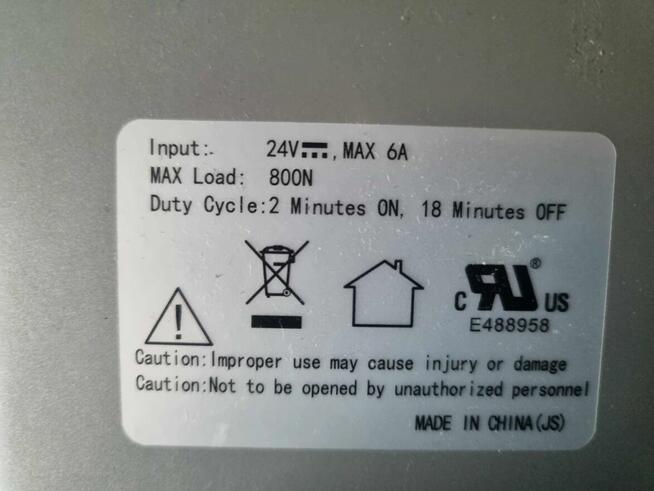 Input:. 24V⎓, MAX 6A
MAX Load: 800N
Duty Cycle:2 Minutes ON, 18 Minutes OFF
c RU® US
E488958
Caution:Improper use may cause injury or damage
Caution:Not to be opened by unauthorized personnel
MADE IN CHINA(JS)